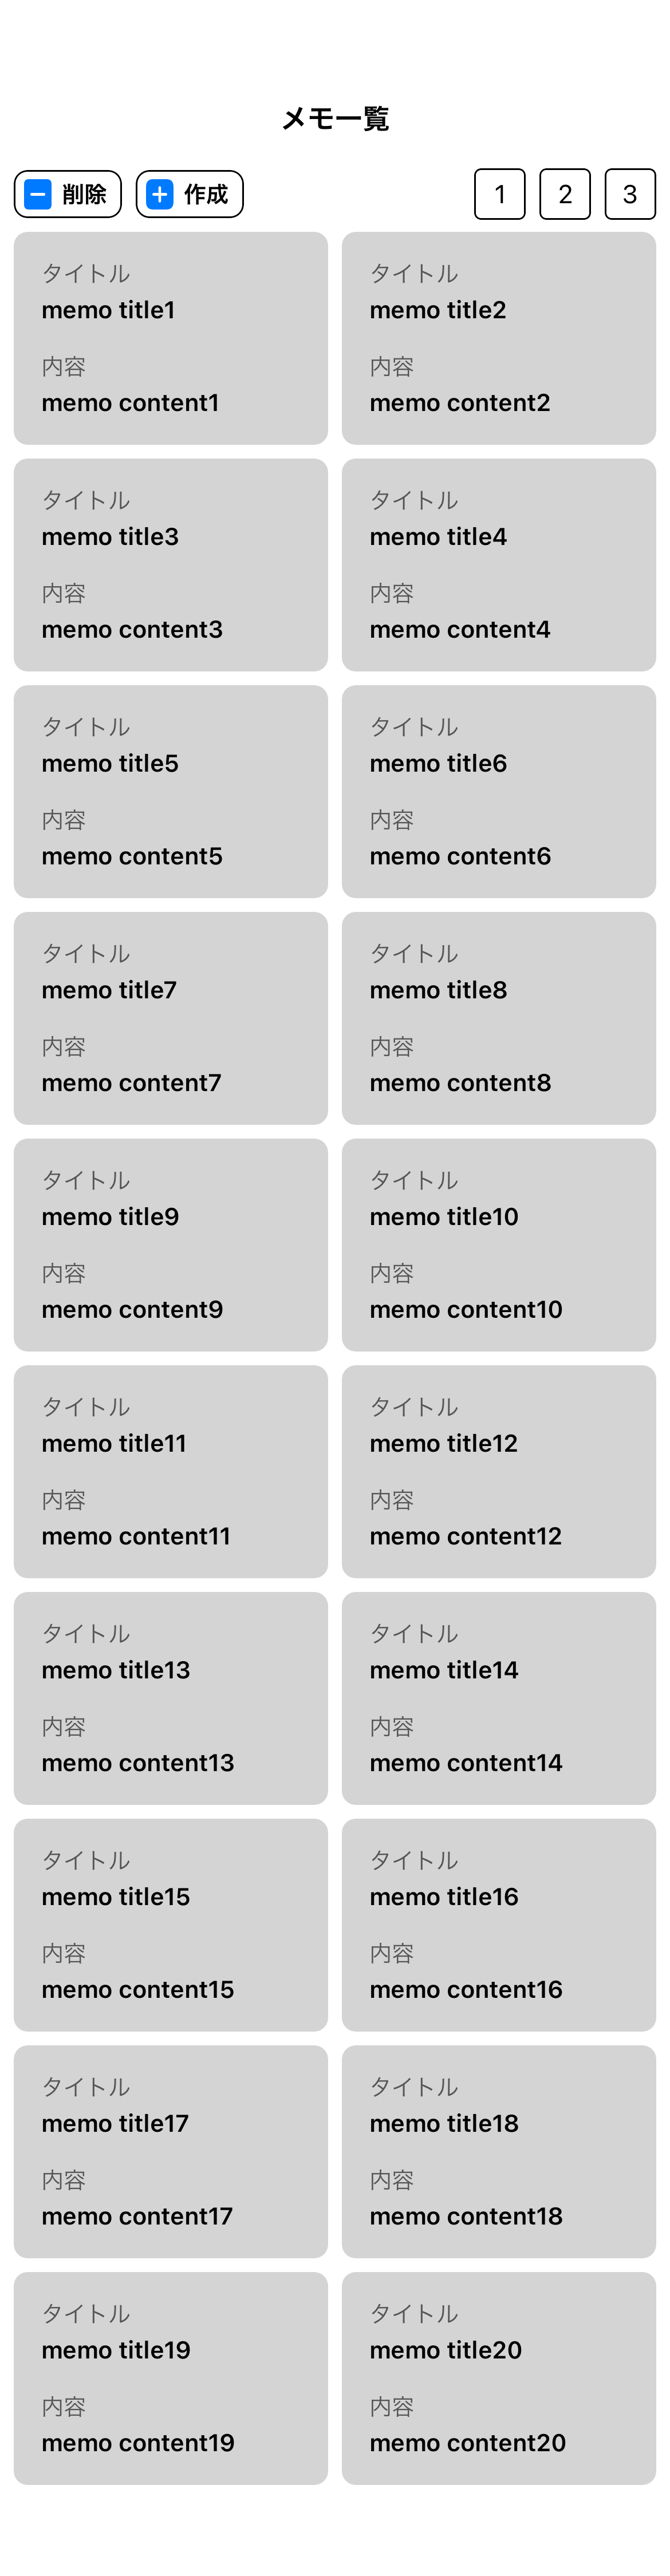 メモ一覧
削除 作成 1 2 3
タイトル
memo title1
内容
memo content1
タイトル
memo title2
内容
memo content2
タイトル
memo title3
内容
memo content3
タイトル
memo title4
内容
memo content4
タイトル
memo title5
内容
memo content5
タイトル
memo title6
内容
memo content6
タイトル
memo title7
内容
memo content7
タイトル
memo title8
内容
memo content8
タイトル
memo title9
内容
memo content9
タイトル
memo title10
内容
memo content10
タイトル
memo title11
内容
memo content11
タイトル
memo title12
内容
memo content12
タイトル
memo title13
内容
memo content13
タイトル
memo title14
内容
memo content14
タイトル
memo title15
内容
memo content15
タイトル
memo title16
内容
memo content16
タイトル
memo title17
内容
memo content17
タイトル
memo title18
内容
memo content18
タイトル
memo title19
内容
memo content19
タイトル
memo title20
内容
memo content20